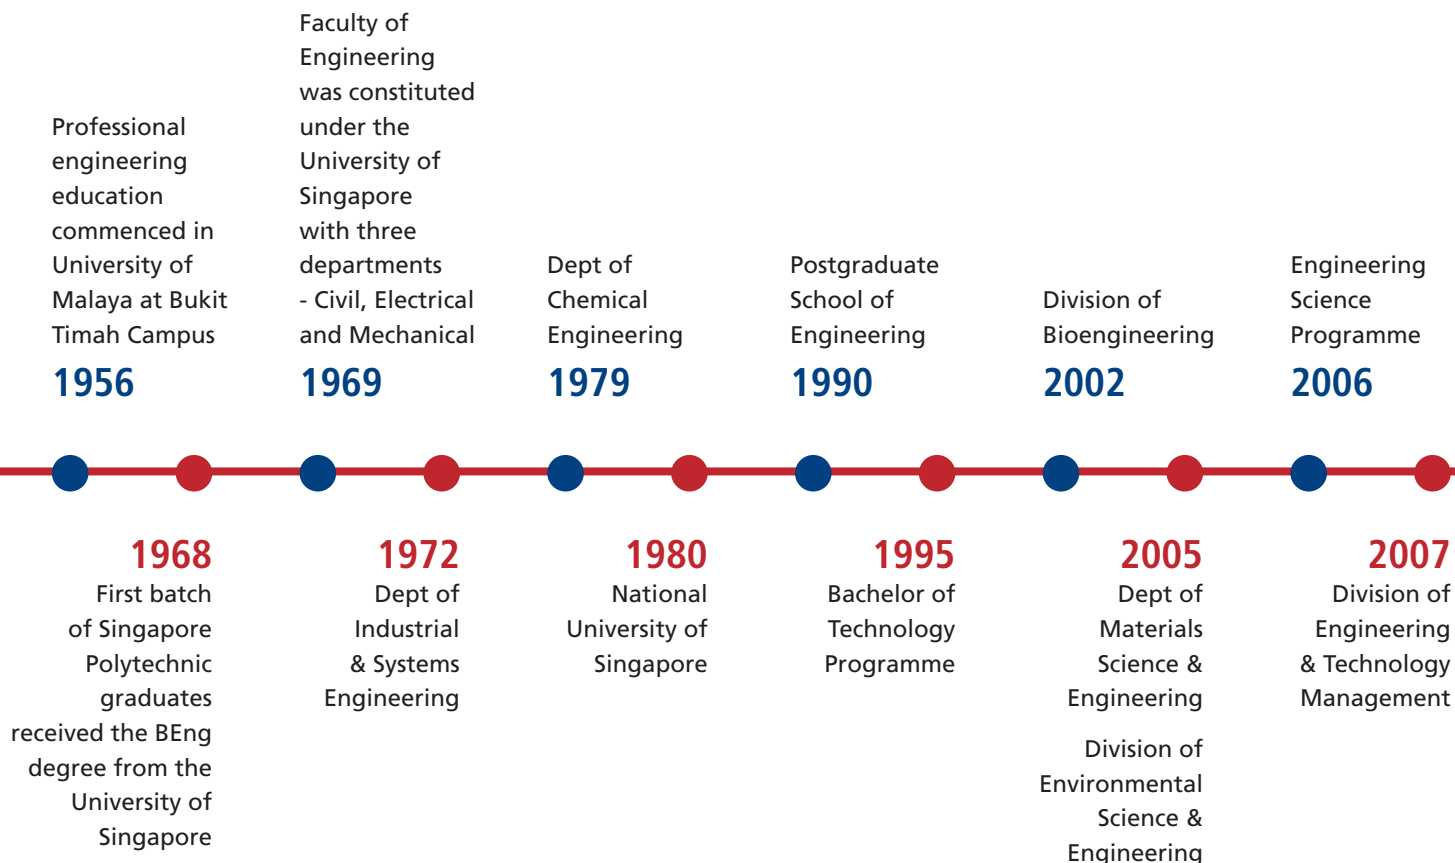 Professional
engineering
education
commenced in
University of
Malaya at Bukit
Timah Campus
1956
Faculty of
Engineering
was constituted
under the
University of
Singapore
with three
departments
- Civil, Electrical
and Mechanical
1969
Dept of
Chemical
Engineering
1979
Postgraduate
School of
Engineering
1990
Division of
Bioengineering
2002
Engineering
Science
Programme
2006
1968
First batch
of Singapore
Polytechnic
graduates
received the BEng
degree from the
University of
Singapore
1972
Dept of
Industrial
& Systems
Engineering
1980
National
University of
Singapore
1995
Bachelor of
Technology
Programme
2005
Dept of
Materials
Science &
Engineering
Division of
Environmental
Science &
Engineering
2007
Division of
Engineering
& Technology
Management